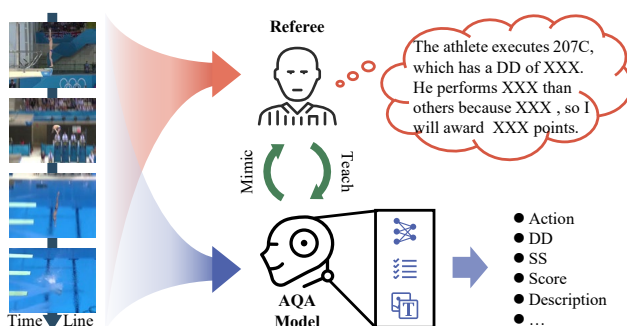 Referee
The athlete executes 207C,
which has a DD of XXX.
He performs XXX than
others because XXX , so I
will award XXX points.
Mimic
Teach
T
AQA
Model
Action
DD
SS
Score
Description
…
Time Line